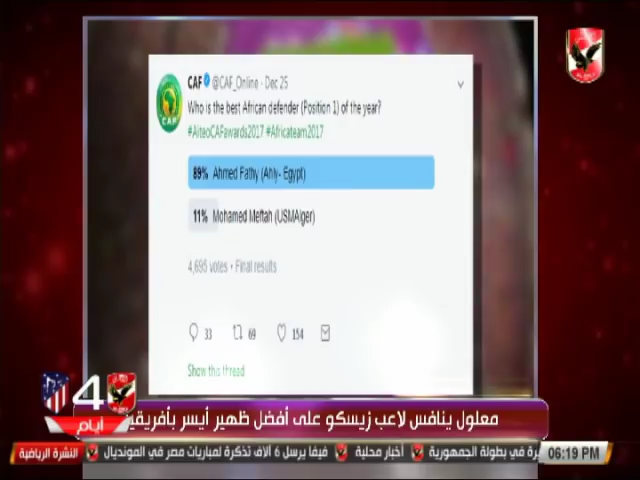 CAF @CAF_Online · Dec 25
Who is the best African defender (Position 1) of the year?
#AiteoCAFawards2017 #Africateam2017
89% Ahmed Fathy (Ahly- Egypt)
11% Mohamed Meftah (USMAlger)
4,695 votes • Final results
33 69 154
Show this thread
4
أيام
معلول ينافس لاعب زيسكو على أفضل ظهير أيسر بأفريقيا
النشرة الرياضية
فيفا يرسل 6 آلاف تذكرة لمباريات مصر في المونديال
أخبار محلية
ة في بطولة الجمهورية
06:19 PM